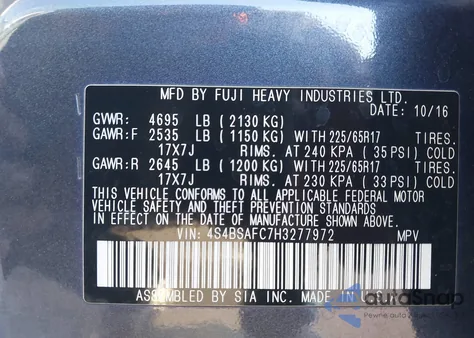 MFD BY FUJI HEAVY INDUSTRIES LTD.
DATE: 10/16
GVWR: 4695 LB ( 2130 KG)
GAWR:F 2535 LB ( 1150 KG) WITH 225/65R17 TIRES.
17X7J RIMS. AT 240 KPA ( 35 PSI) COLD
GAWR:R 2645 LB ( 1200 KG) WITH 225/65R17 TIRES.
17X7J RIMS. AT 230 KPA ( 33 PSI) COLD
THIS VEHICLE CONFORMS TO ALL APPLICABLE FEDERAL MOTOR
VEHICLE SAFETY AND THEFT PREVENTION STANDARDS
IN EFFECT ON THE DATE OF MANUFACTURE SHOWN ABOVE.
VIN: 4S4BSAFC7H3277972 MPV
ASSEMBLED BY SIA INC. MADE IN
autoSnap
Pewne auto z